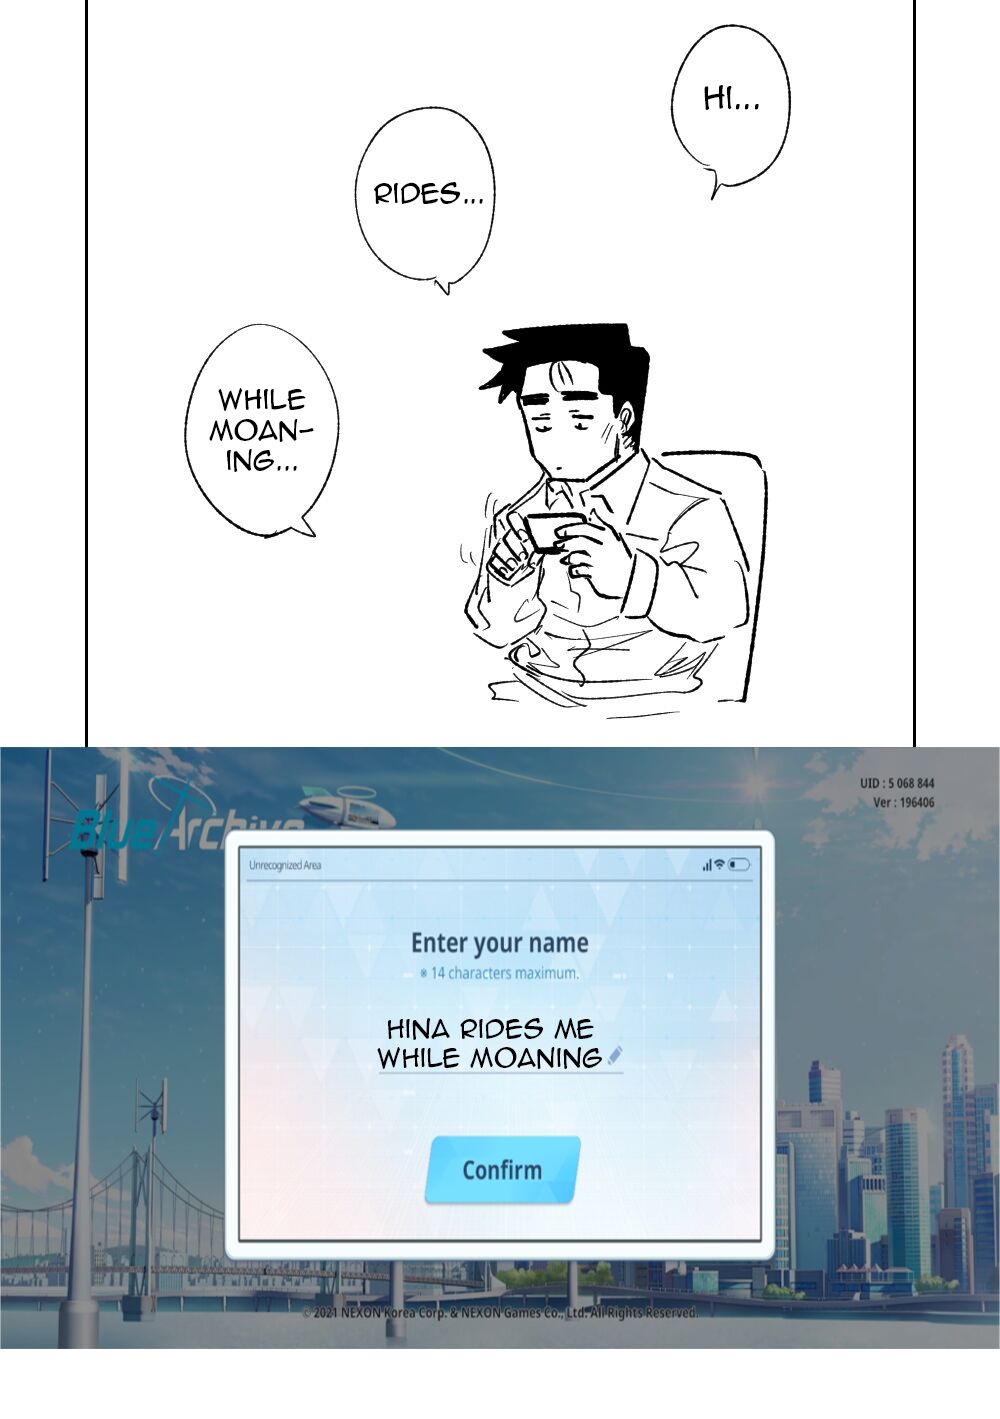 HI...
RIDES...
WHILE
MOAN-
ING...
Blue Archive
UID : 5 068 844
Ver : 196406
Unrecognized Area
Enter your name
※ 14 characters maximum.
HINA RIDES ME
WHILE MOANING
Confirm
© 2021 NEXON Korea Corp. & NEXON Games Co., Ltd. All Rights Reserved.